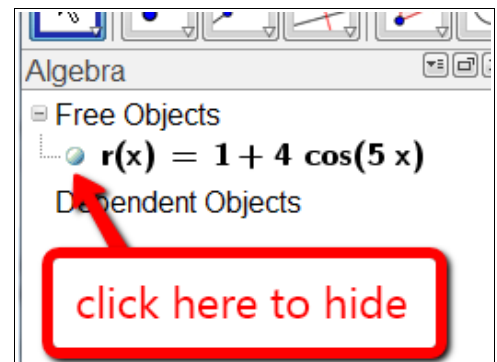 Algebra
Free Objects
r(x) = 1 + 4 cos(5 x)
Dependent Objects
click here to hide